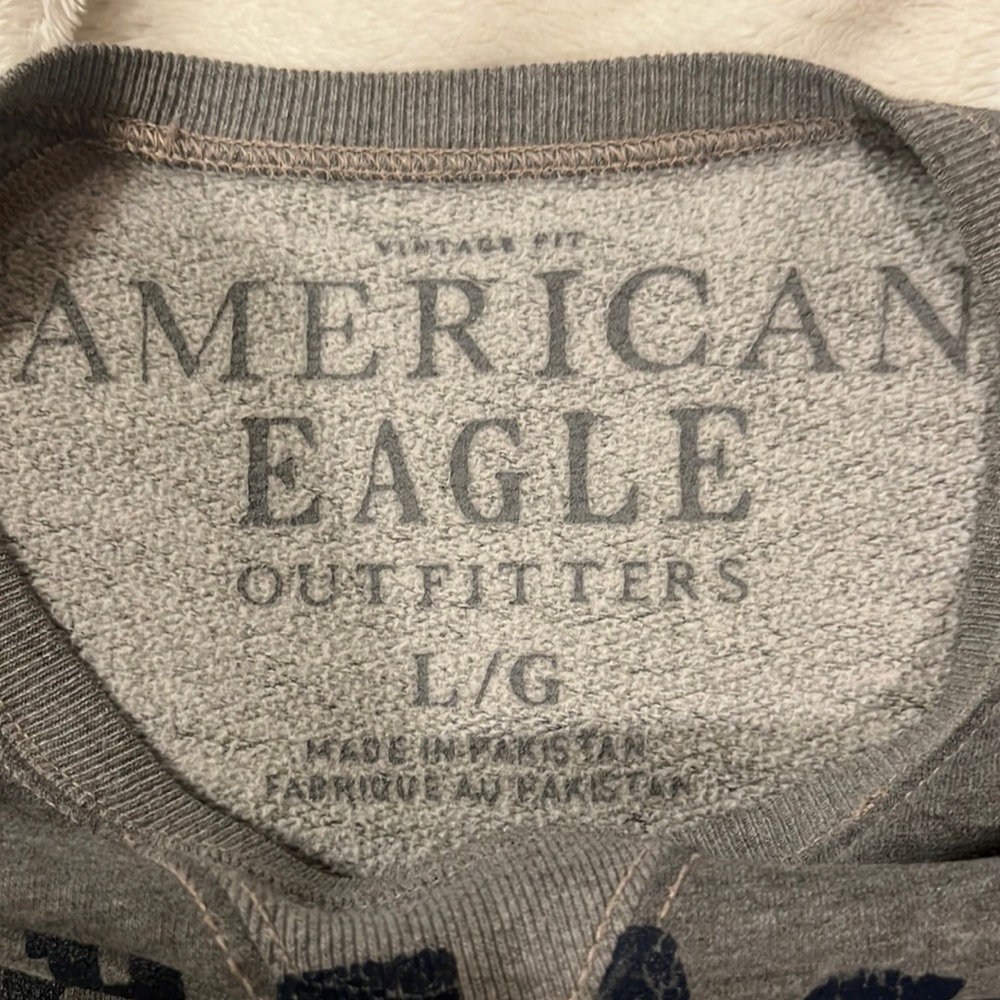 VINTAGE FIT
AMERICAN
EAGLE
OUTFITTERS
L/G
MADE IN PAKISTAN
FABRIQUE AU PAKISTAN